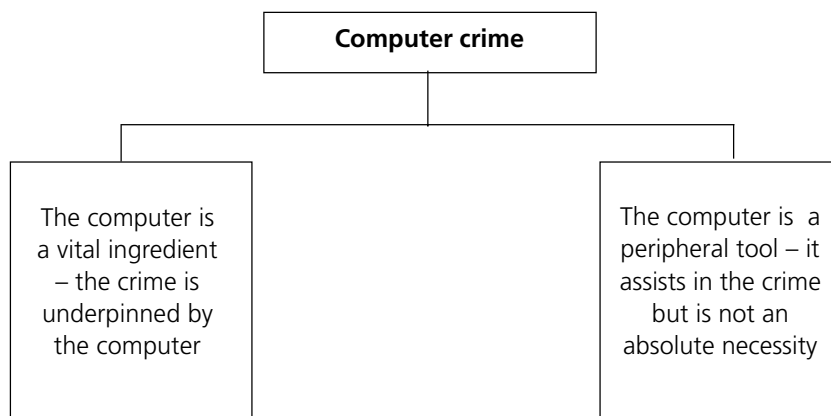 Computer crime
The computer is
a vital ingredient
– the crime is
underpinned by
the computer
The computer is a
peripheral tool – it
assists in the crime
but is not an
absolute necessity